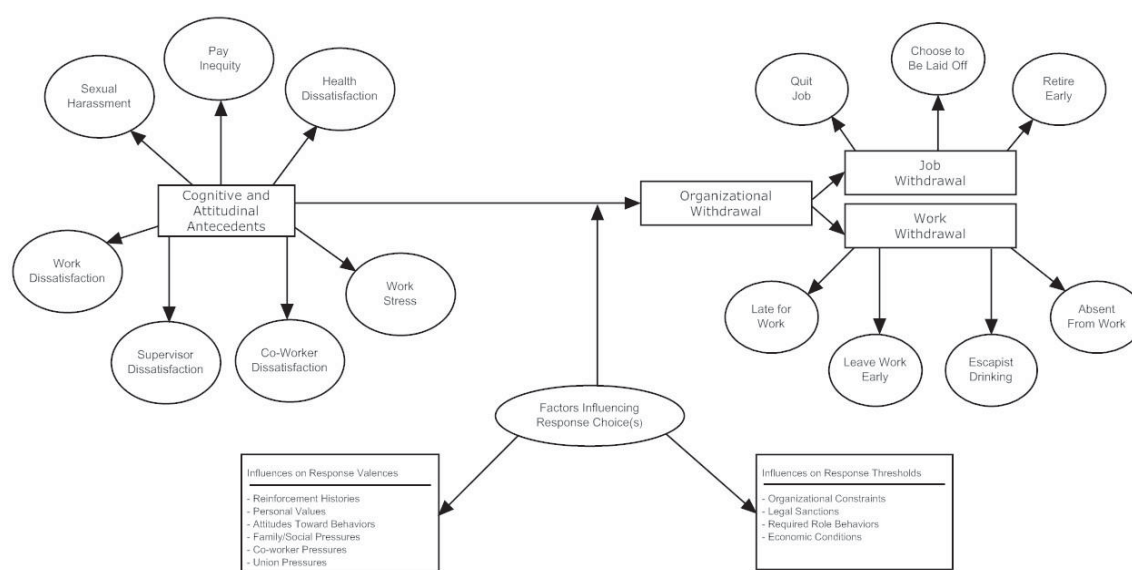 Pay
Inequity
Sexual
Harassment
Health
Dissatisfaction
Cognitive and
Attitudinal
Antecedents
Work
Dissatisfaction
Supervisor
Dissatisfaction
Co-Worker
Dissatisfaction
Work
Stress
Organizational
Withdrawal
Quit
Job
Choose to
Be Laid Off
Retire
Early
Job
Withdrawal
Work
Withdrawal
Late for
Work
Leave Work
Early
Escapist
Drinking
Absent
From Work
Factors Influencing
Response Choice(s)
Influences on Response Valences
- Reinforcement Histories
- Personal Values
- Attitudes Toward Behaviors
- Family/Social Pressures
- Co-worker Pressures
- Union Pressures
Influences on Response Thresholds
- Organizational Constraints
- Legal Sanctions
- Required Role Behaviors
- Economic Conditions